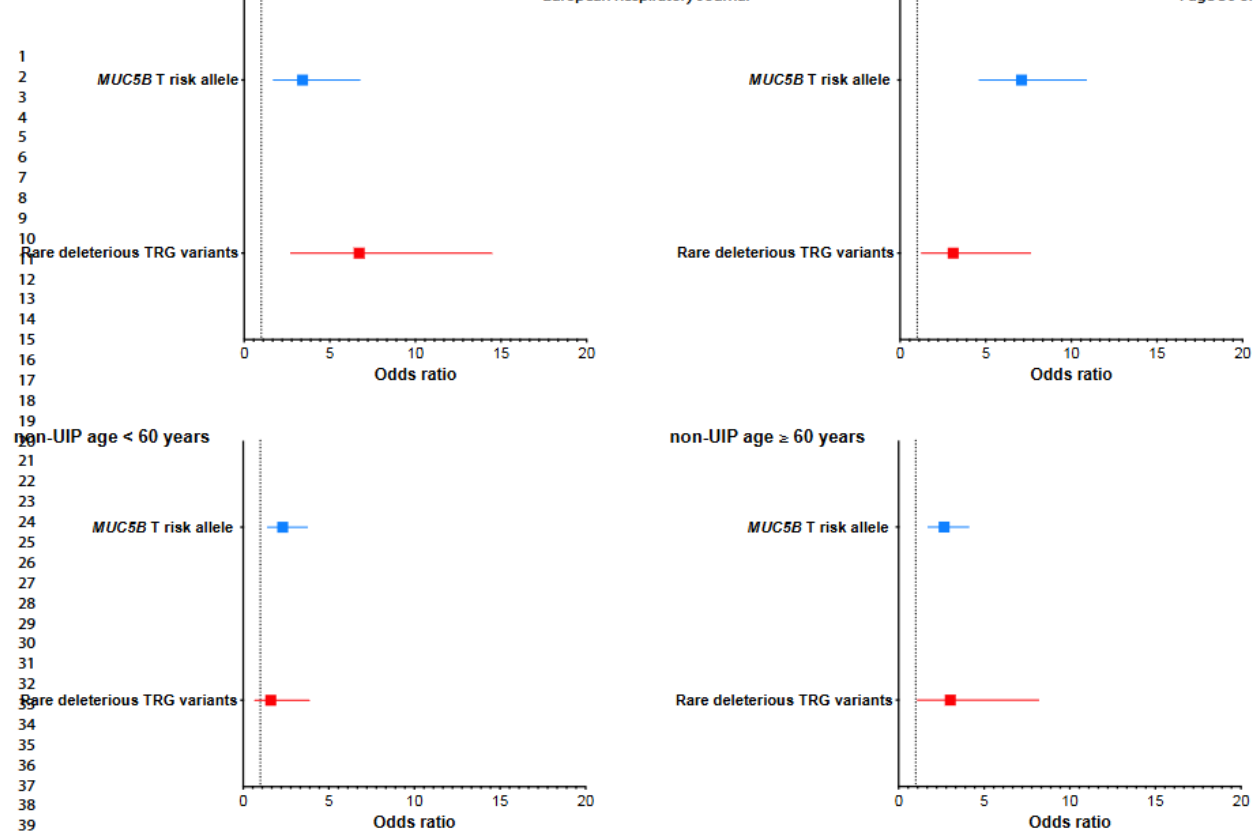 European Respiratory Journal
1
2
3
4
5
6
7
8
9
10
11
12
13
14
15
16
17
18
19
20
21
22
23
24
25
26
27
28
29
30
31
32
33
34
35
36
37
38
39
MUC5B T risk allele
Rare deleterious TRG variants
0 5 10 15 20
Odds ratio
MUC5B T risk allele
Rare deleterious TRG variants
0 5 10 15 20
Odds ratio
non-UIP age < 60 years
MUC5B T risk allele
Rare deleterious TRG variants
0 5 10 15 20
Odds ratio
non-UIP age ≥ 60 years
MUC5B T risk allele
Rare deleterious TRG variants
0 5 10 15 20
Odds ratio